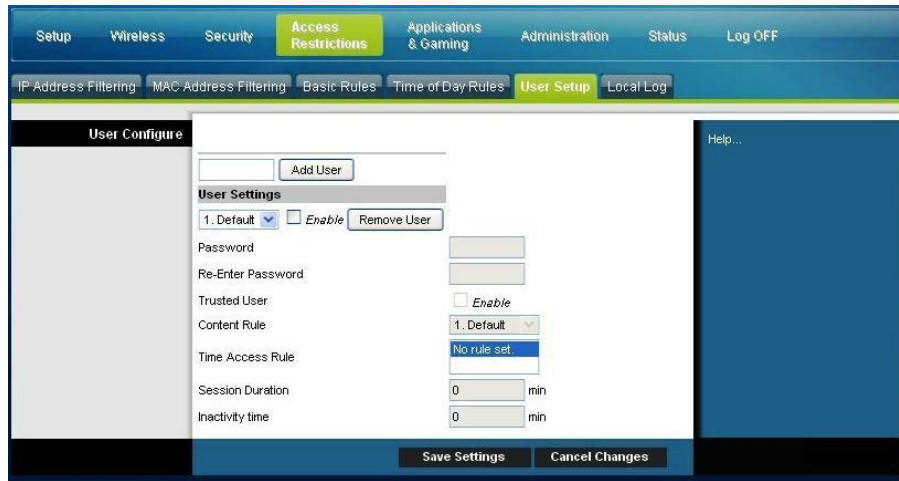 Setup Wireless Security Access Restrictions Applications & Gaming Administration Status Log OFF
IP Address Filtering MAC Address Filtering Basic Rules Time of Day Rules User Setup Local Log
User Configure
Help...
Add User
User Settings
1. Default Enable Remove User
Password
Re-Enter Password
Trusted User Enable
Content Rule 1. Default
Time Access Rule No rule set.
Session Duration 0 min
Inactivity time 0 min
Save Settings Cancel Changes